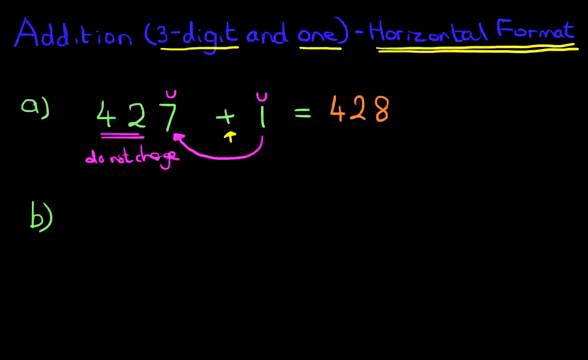 Addition (3-digit and one) - Horizontal Format
U U
a) 427 + 1 = 428
do not change
b)